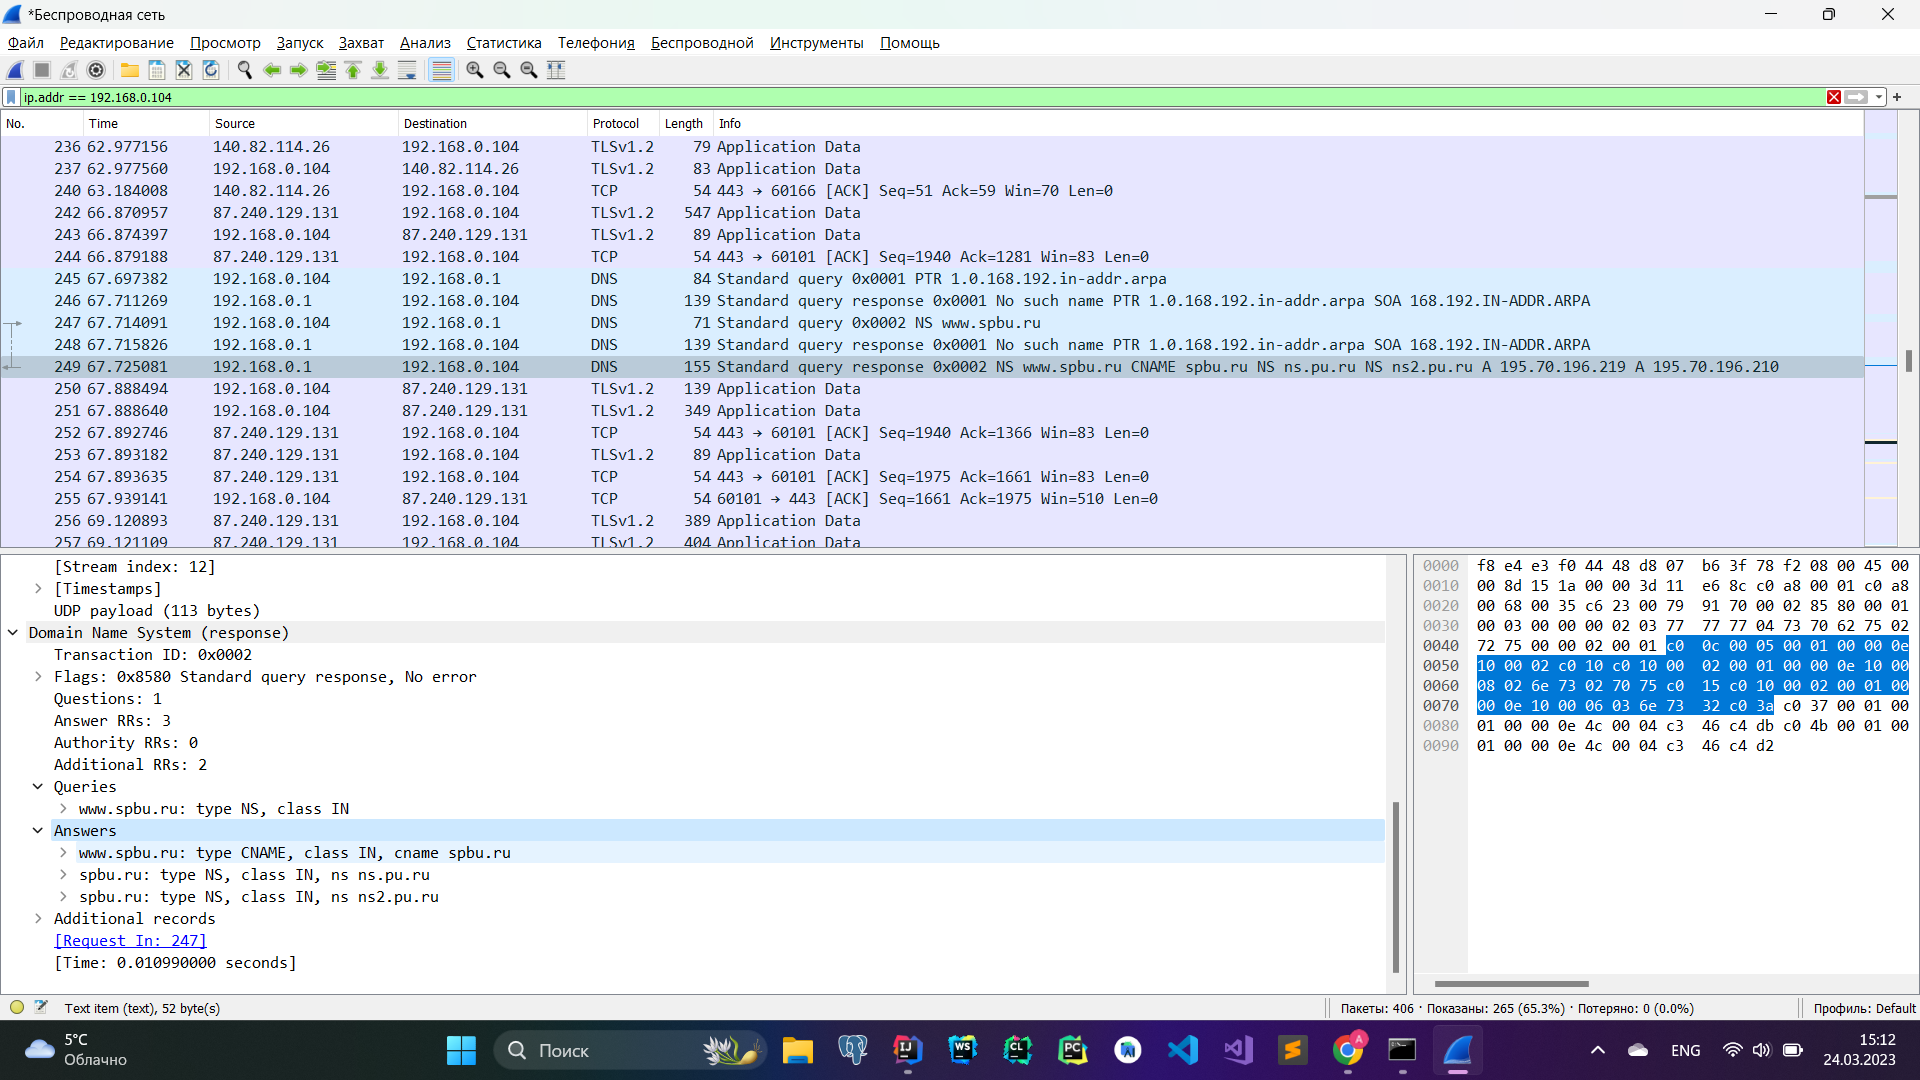 *Беспроводная сеть
Файл Редактирование Просмотр Запуск Захват Анализ Статистика Телефония Беспроводной Инструменты Помощь
ip.addr == 192.168.0.104
No. Time Source Destination Protocol Length Info
236 62.977156 140.82.114.26 192.168.0.104 TLSv1.2 79 Application Data
237 62.977560 192.168.0.104 140.82.114.26 TLSv1.2 83 Application Data
240 63.184008 140.82.114.26 192.168.0.104 TCP 54 443 → 60166 [ACK] Seq=51 Ack=59 Win=70 Len=0
242 66.870957 87.240.129.131 192.168.0.104 TLSv1.2 547 Application Data
243 66.874397 192.168.0.104 87.240.129.131 TLSv1.2 89 Application Data
244 66.879188 87.240.129.131 192.168.0.104 TCP 54 443 → 60101 [ACK] Seq=1940 Ack=1281 Win=83 Len=0
245 67.697382 192.168.0.104 192.168.0.1 DNS 84 Standard query 0x0001 PTR 1.0.168.192.in-addr.arpa
246 67.711269 192.168.0.1 192.168.0.104 DNS 139 Standard query response 0x0001 No such name PTR 1.0.168.192.in-addr.arpa SOA 168.192.IN-ADDR.ARPA
247 67.714091 192.168.0.104 192.168.0.1 DNS 71 Standard query 0x0002 NS www.spbu.ru
248 67.715826 192.168.0.1 192.168.0.104 DNS 139 Standard query response 0x0001 No such name PTR 1.0.168.192.in-addr.arpa SOA 168.192.IN-ADDR.ARPA
249 67.725081 192.168.0.1 192.168.0.104 DNS 155 Standard query response 0x0002 NS www.spbu.ru CNAME spbu.ru NS ns.pu.ru NS ns2.pu.ru A 195.70.196.219 A 195.70.196.210
250 67.888494 192.168.0.104 87.240.129.131 TLSv1.2 139 Application Data
251 67.888640 192.168.0.104 87.240.129.131 TLSv1.2 349 Application Data
252 67.892746 87.240.129.131 192.168.0.104 TCP 54 443 → 60101 [ACK] Seq=1940 Ack=1366 Win=83 Len=0
253 67.893182 87.240.129.131 192.168.0.104 TLSv1.2 89 Application Data
254 67.893635 87.240.129.131 192.168.0.104 TCP 54 443 → 60101 [ACK] Seq=1975 Ack=1661 Win=83 Len=0
255 67.939141 192.168.0.104 87.240.129.131 TCP 54 60101 → 443 [ACK] Seq=1661 Ack=1975 Win=510 Len=0
256 69.120893 87.240.129.131 192.168.0.104 TLSv1.2 389 Application Data
257 69.121109 87.240.129.131 192.168.0.104 TLSv1.2 404 Application Data
[Stream index: 12]
[Timestamps]
UDP payload (113 bytes)
Domain Name System (response)
Transaction ID: 0x0002
Flags: 0x8580 Standard query response, No error
Questions: 1
Answer RRs: 3
Authority RRs: 0
Additional RRs: 2
Queries
www.spbu.ru: type NS, class IN
Answers
www.spbu.ru: type CNAME, class IN, cname spbu.ru
spbu.ru: type NS, class IN, ns ns.pu.ru
spbu.ru: type NS, class IN, ns ns2.pu.ru
Additional records
[Request In: 247]
[Time: 0.010990000 seconds]
0000 f8 e4 e3 f0 44 48 d8 07 b6 3f 78 f2 08 00 45 00
0010 00 8d 15 1a 00 00 3d 11 e6 8c c0 a8 00 01 c0 a8
0020 00 68 00 35 c6 23 00 79 91 70 00 02 85 80 00 01
0030 00 03 00 00 00 02 03 77 77 77 04 73 70 62 75 02
0040 72 75 00 00 02 00 01 c0 0c 00 05 00 01 00 00 0e
0050 10 00 02 c0 10 c0 10 00 02 00 01 00 00 0e 10 00
0060 08 02 6e 73 02 70 75 c0 15 c0 10 00 02 00 01 00
0070 00 0e 10 00 06 03 6e 73 32 c0 3a c0 37 00 01 00
0080 01 00 00 0e 4c 00 04 c3 46 c4 db c0 4b 00 01 00
0090 01 00 00 0e 4c 00 04 c3 46 c4 d2
Text item (text), 52 byte(s)
Пакеты: 406 · Показаны: 265 (65.3%) · Потеряно: 0 (0.0%)
Профиль: Default
5°C
Облачно
Поиск
IJ
WS
CL
PC
A
ENG
15:12
24.03.2023